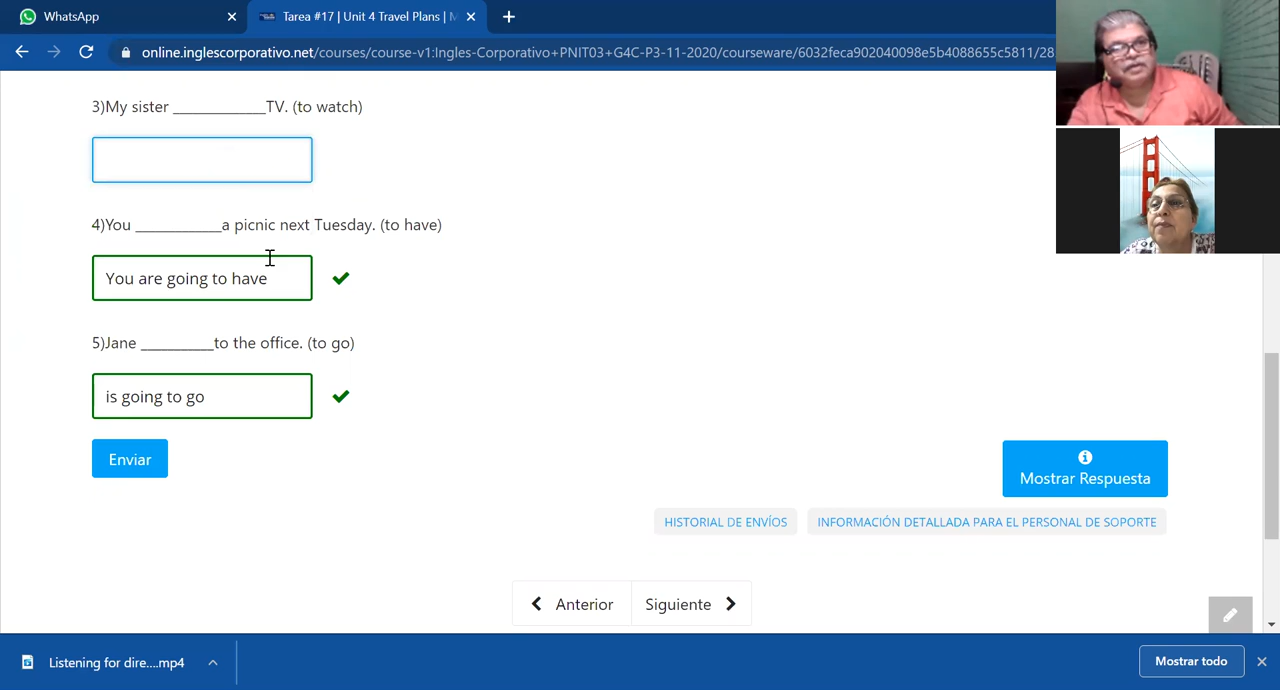 WhatsApp
Tarea #17 | Unit 4 Travel Plans |
online.inglescorporativo.net/courses/course-v1:Ingles-Corporativo+PNIT03+G4C-P3-11-2020/courseware/6032feca902040098e5b4088655c5811/28
3)My sister _____________TV. (to watch)
4)You ____________a picnic next Tuesday. (to have)
You are going to have
5)Jane __________to the office. (to go)
is going to go
Enviar
Mostrar Respuesta
HISTORIAL DE ENVÍOS
INFORMACIÓN DETALLADA PARA EL PERSONAL DE SOPORTE
Anterior
Siguiente
Listening for dire....mp4
Mostrar todo